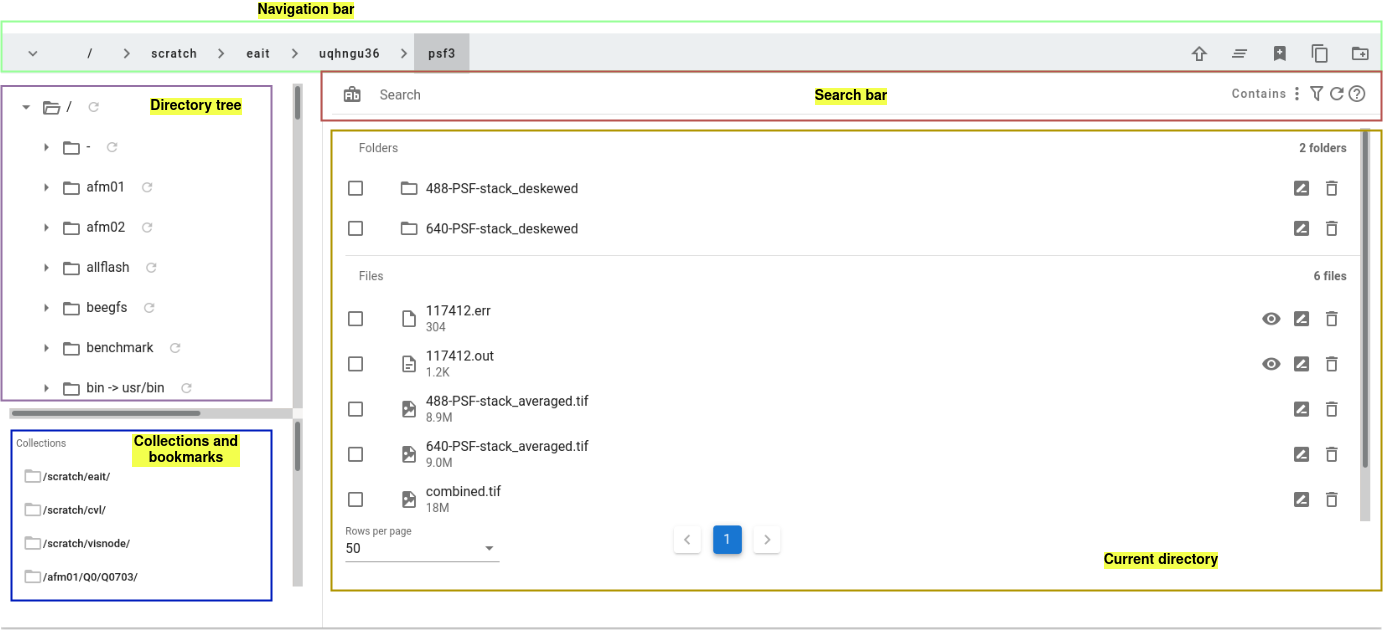 Navigation bar
/ scratch eait uqhngu36 psf3
Directory tree
/
-
afm01
afm02
allflash
beegfs
benchmark
bin -> usr/bin
Collections and
bookmarks
Collections
/scratch/eait/
/scratch/cvl/
/scratch/visnode/
/afm01/Q0/Q0703/
Ab Search
Search bar
Contains
Folders 2 folders
488-PSF-stack_deskewed
640-PSF-stack_deskewed
Files 6 files
117412.err
304
117412.out
1.2K
488-PSF-stack_averaged.tif
8.9M
640-PSF-stack_averaged.tif
9.0M
combined.tif
18M
Rows per page
50
1
Current directory